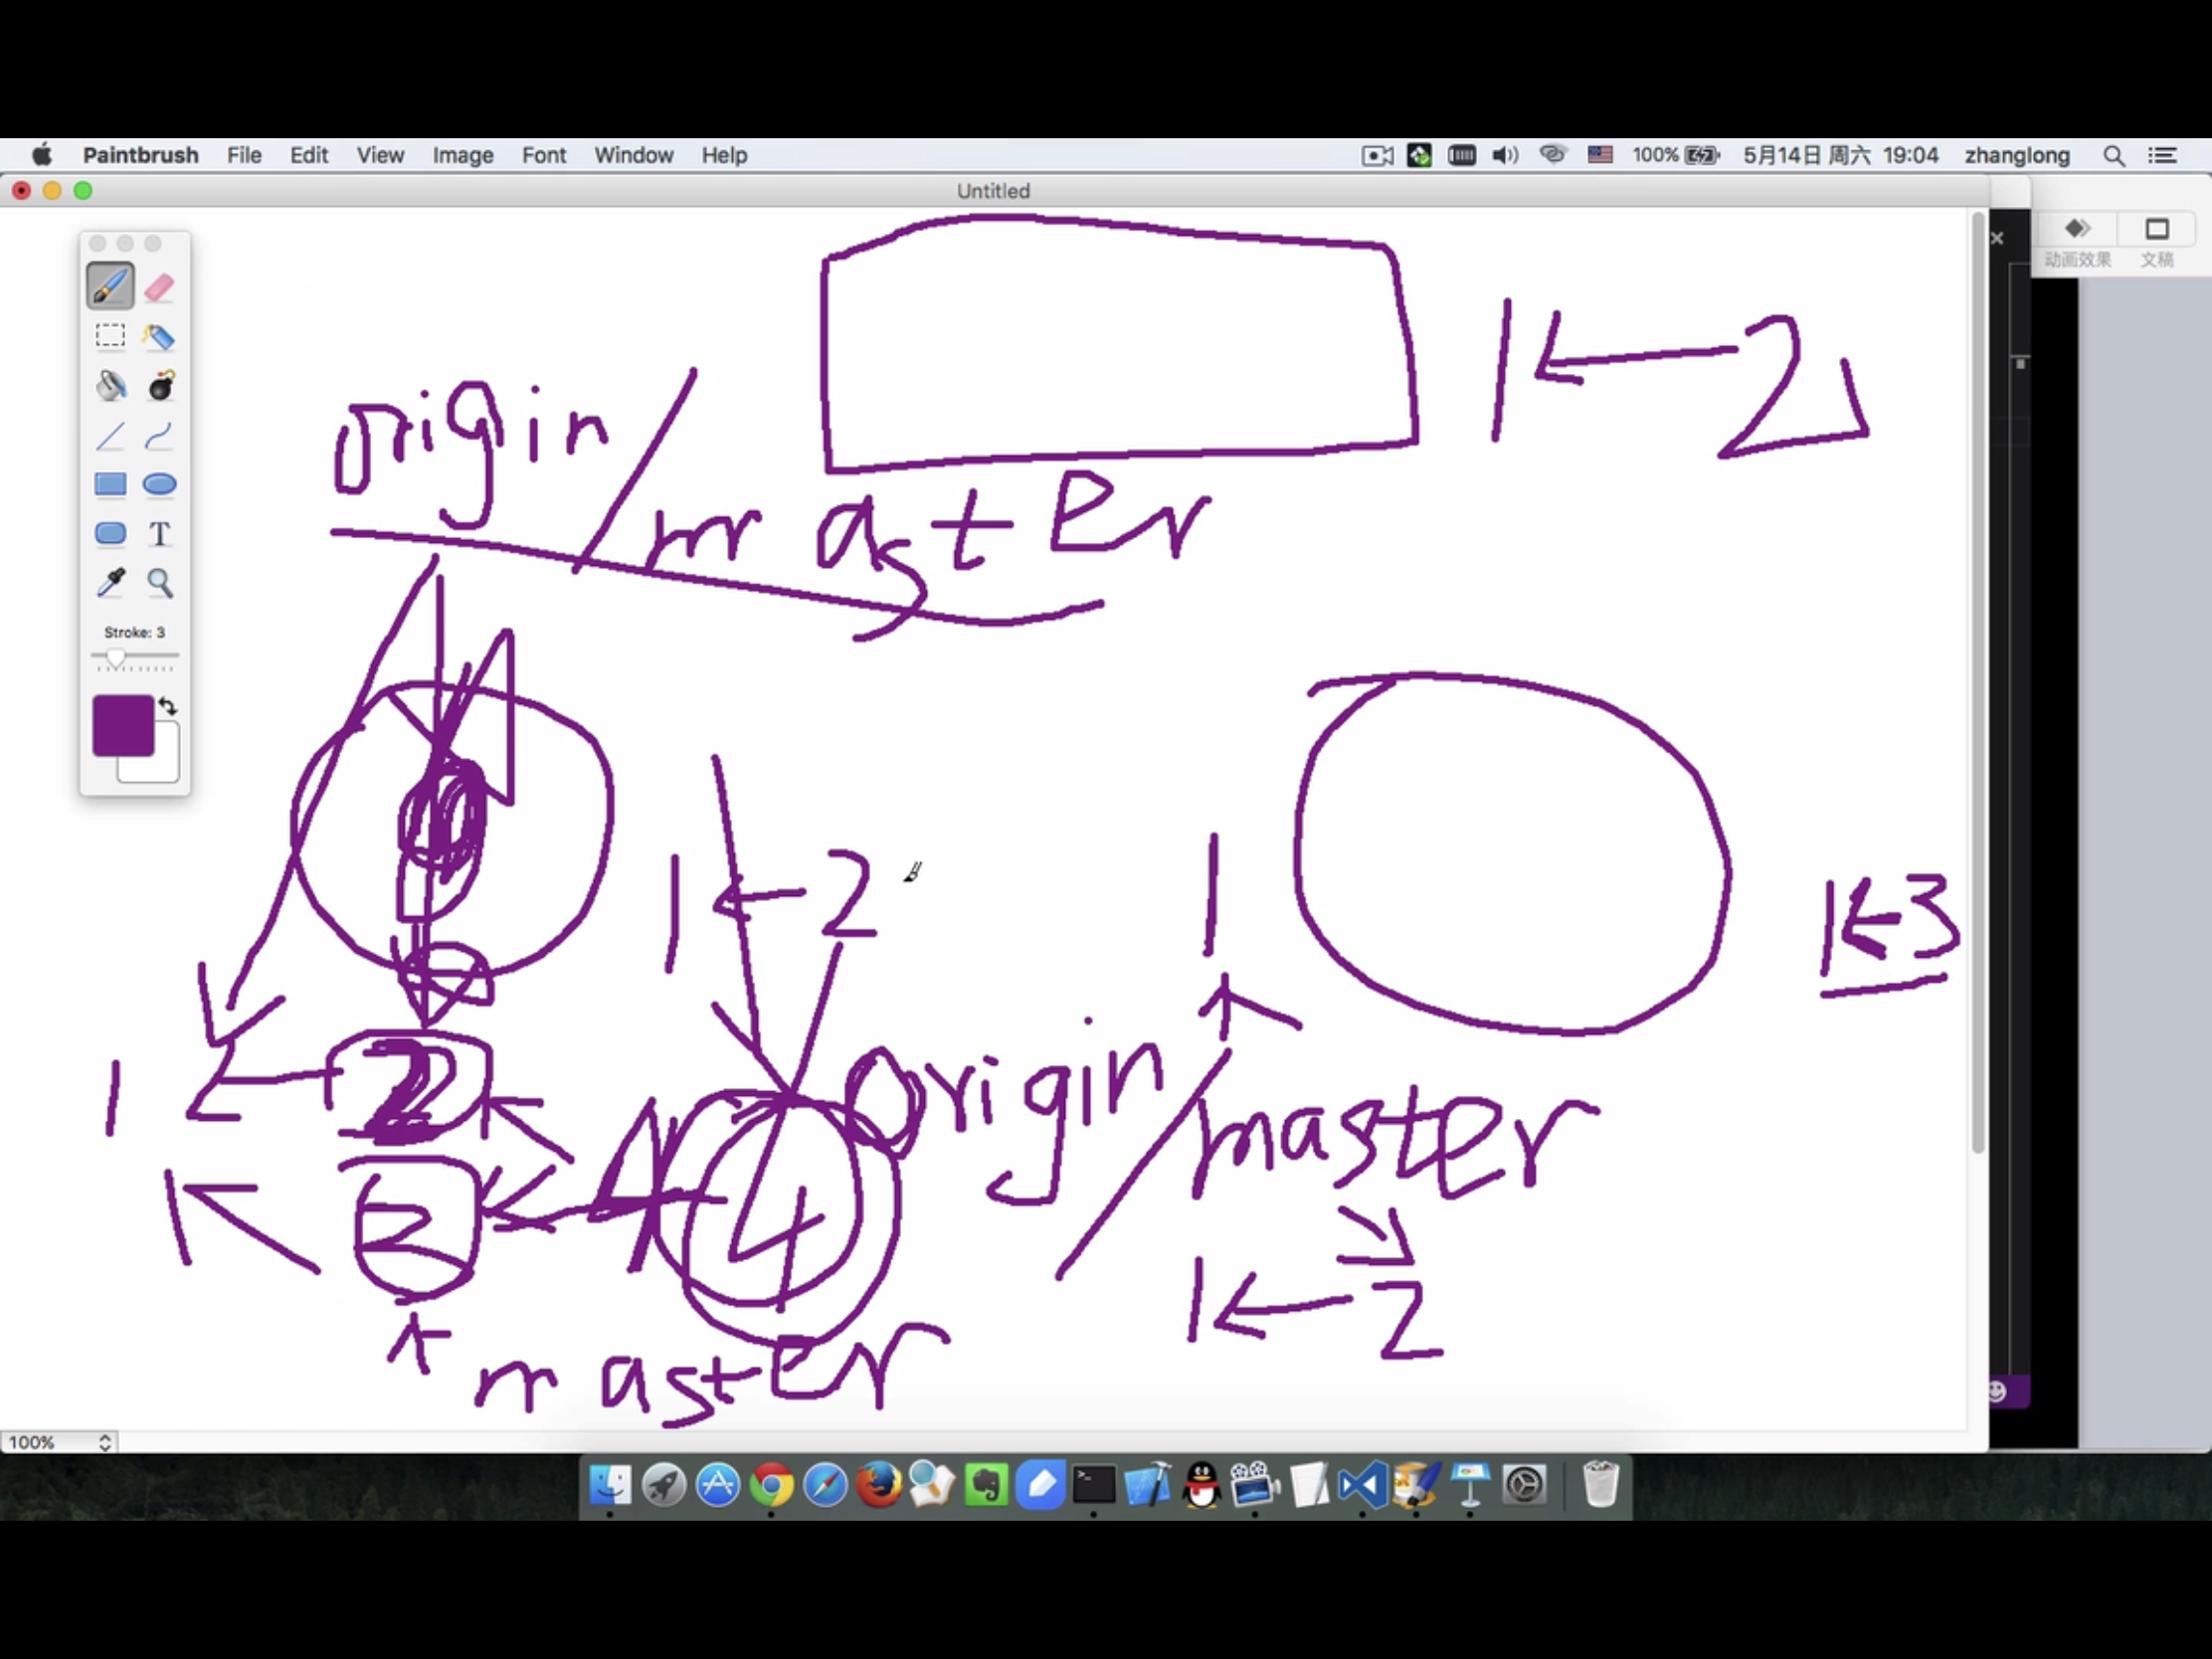 Paintbrush File Edit View Image Font Window Help 100% 5月14日 周六 19:04 zhanglong
Untitled
动画效果 文稿
1 ← 2
origin/
master
T
Stroke: 3
1 ← 2
1
1 ← 3
origin/master
1
2
3
4
1 ← 2
master
100%